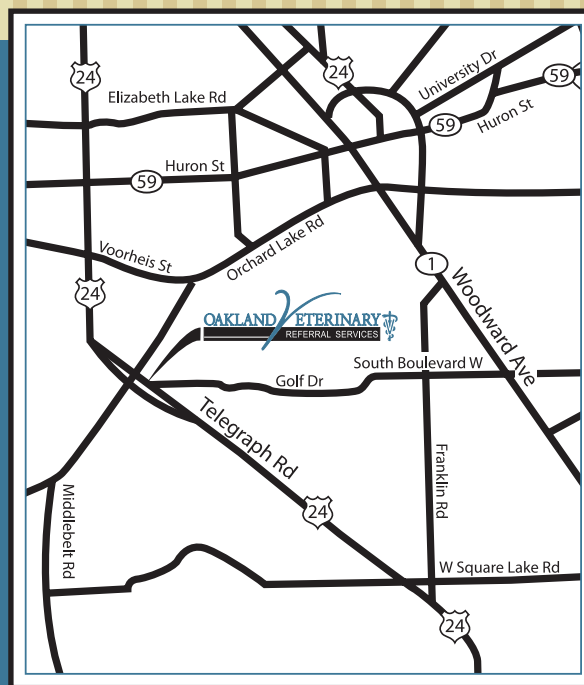 24
24
University Dr
59
Elizabeth Lake Rd
59
Huron St
Huron St
59
Orchard Lake Rd
Voorheis St
1
24
Woodward Ave
OAKLAND VETERINARY
REFERRAL SERVICES
South Boulevard W
Golf Dr
Telegraph Rd
Franklin Rd
Middlebelt Rd
24
W Square Lake Rd
24